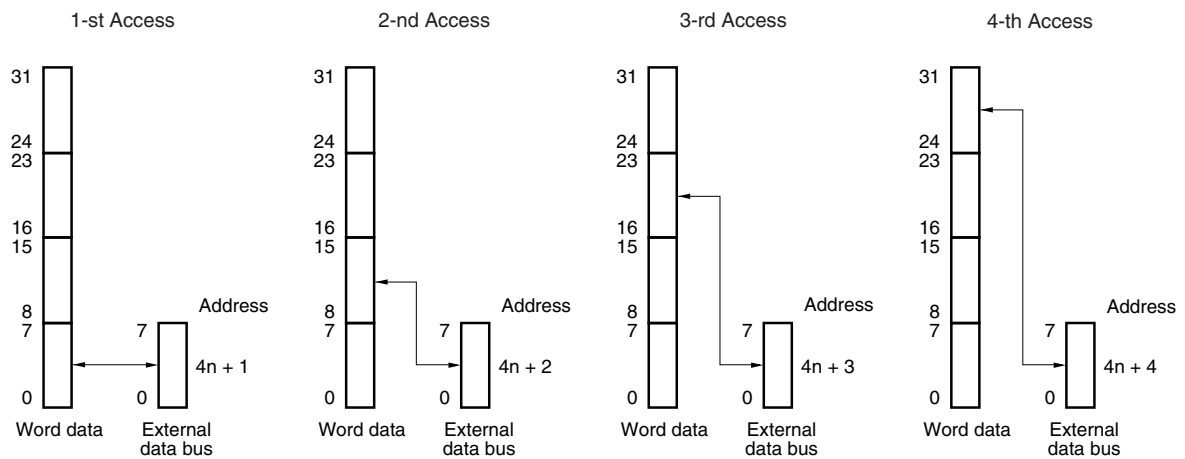 1-st Access
31
24
23
16
15
8
7
0
Word data
Address
7
4n + 1
0
External
data bus
2-nd Access
31
24
23
16
15
8
7
0
Word data
Address
7
4n + 2
0
External
data bus
3-rd Access
31
24
23
16
15
8
7
0
Word data
Address
7
4n + 3
0
External
data bus
4-th Access
31
24
23
16
15
8
7
0
Word data
Address
7
4n + 4
0
External
data bus